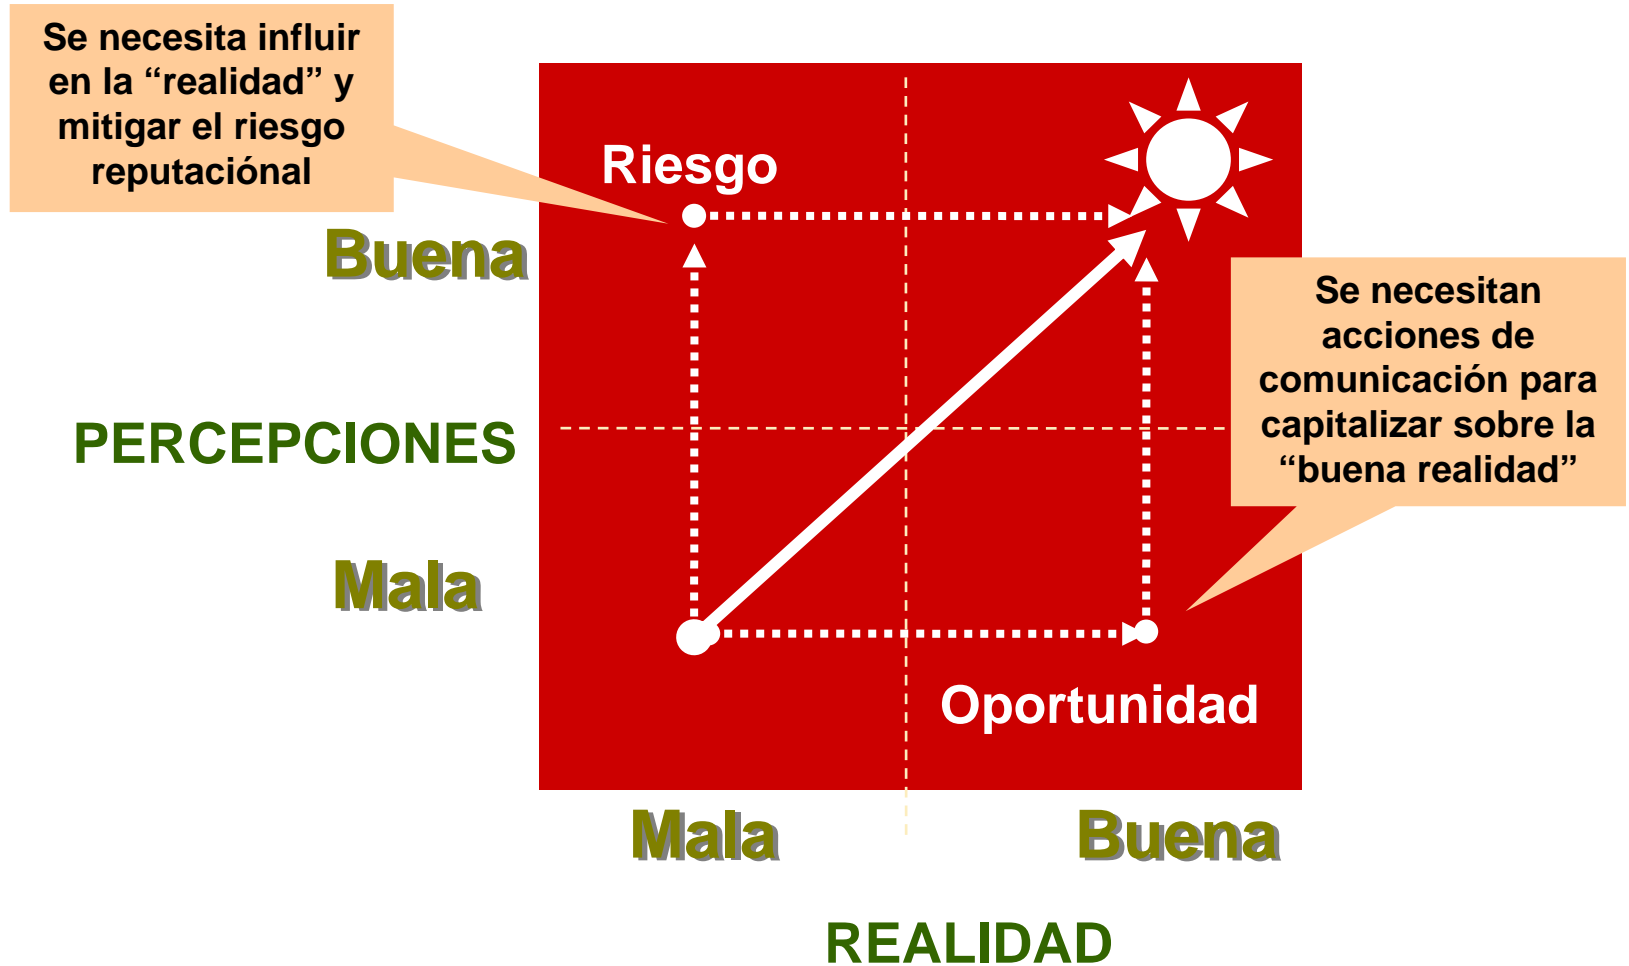 Se necesita influir
en la “realidad” y
mitigar el riesgo
reputaciónal
Riesgo
Buena
Se necesitan
acciones de
comunicación para
capitalizar sobre la
“buena realidad”
PERCEPCIONES
Mala
Oportunidad
Mala
Buena
REALIDAD